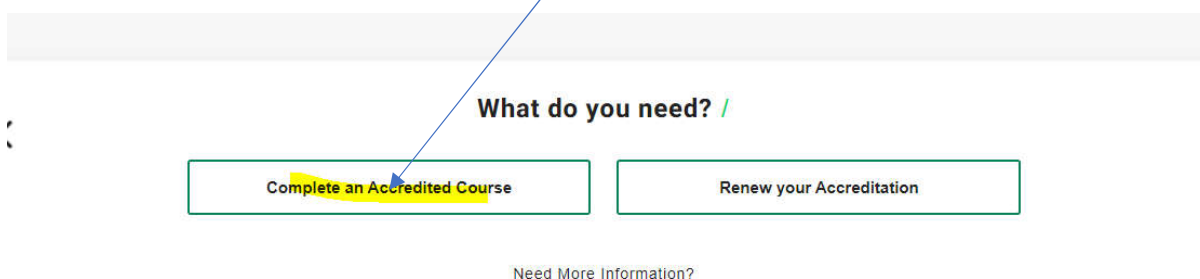 What do you need? /
Complete an Accredited Course
Renew your Accreditation
Need More Information?